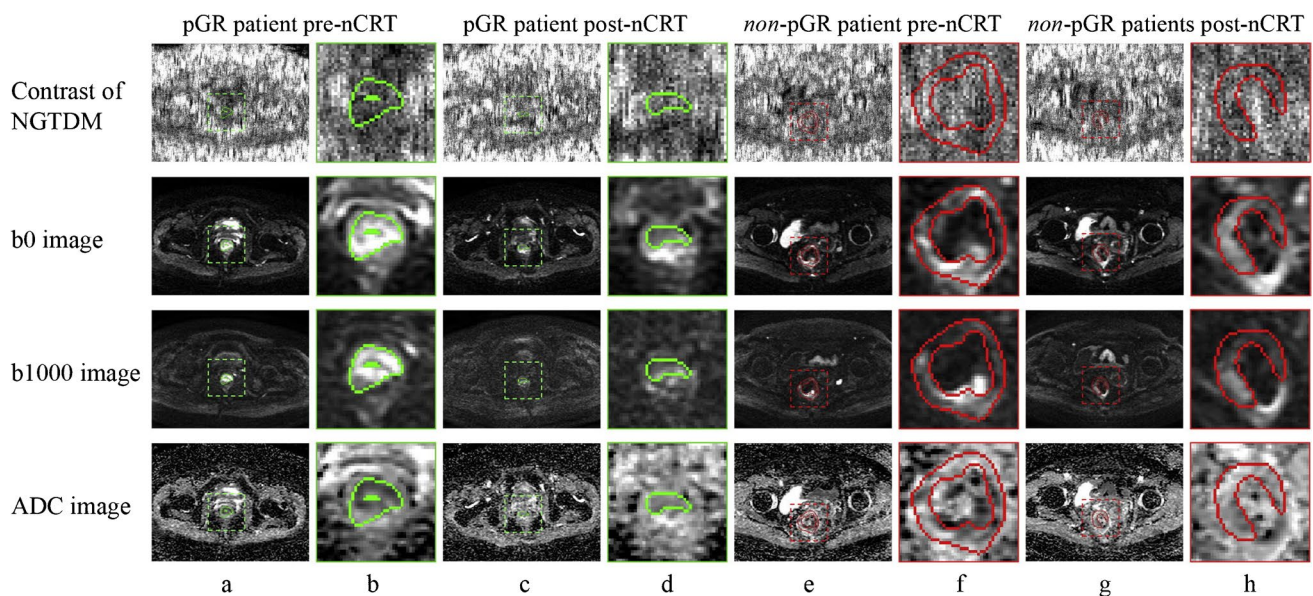 pGR patient pre-nCRT pGR patient post-nCRT non-pGR patient pre-nCRT non-pGR patients post-nCRT
Contrast of
NGTDM
b0 image
b1000 image
ADC image
a b c d e f g h